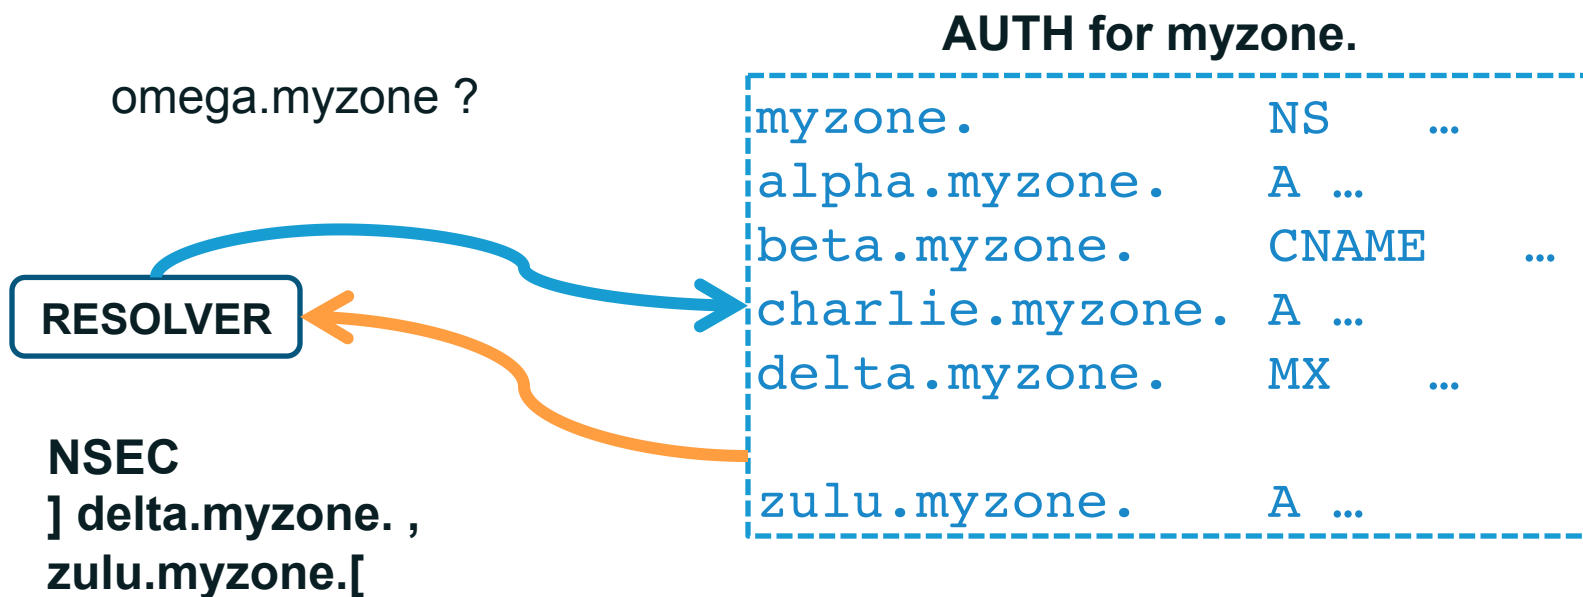 AUTH for myzone.
omega.myzone ?
myzone. NS …
alpha.myzone. A …
beta.myzone. CNAME …
charlie.myzone. A …
delta.myzone. MX …
zulu.myzone. A …
RESOLVER
NSEC
] delta.myzone. ,
zulu.myzone.[